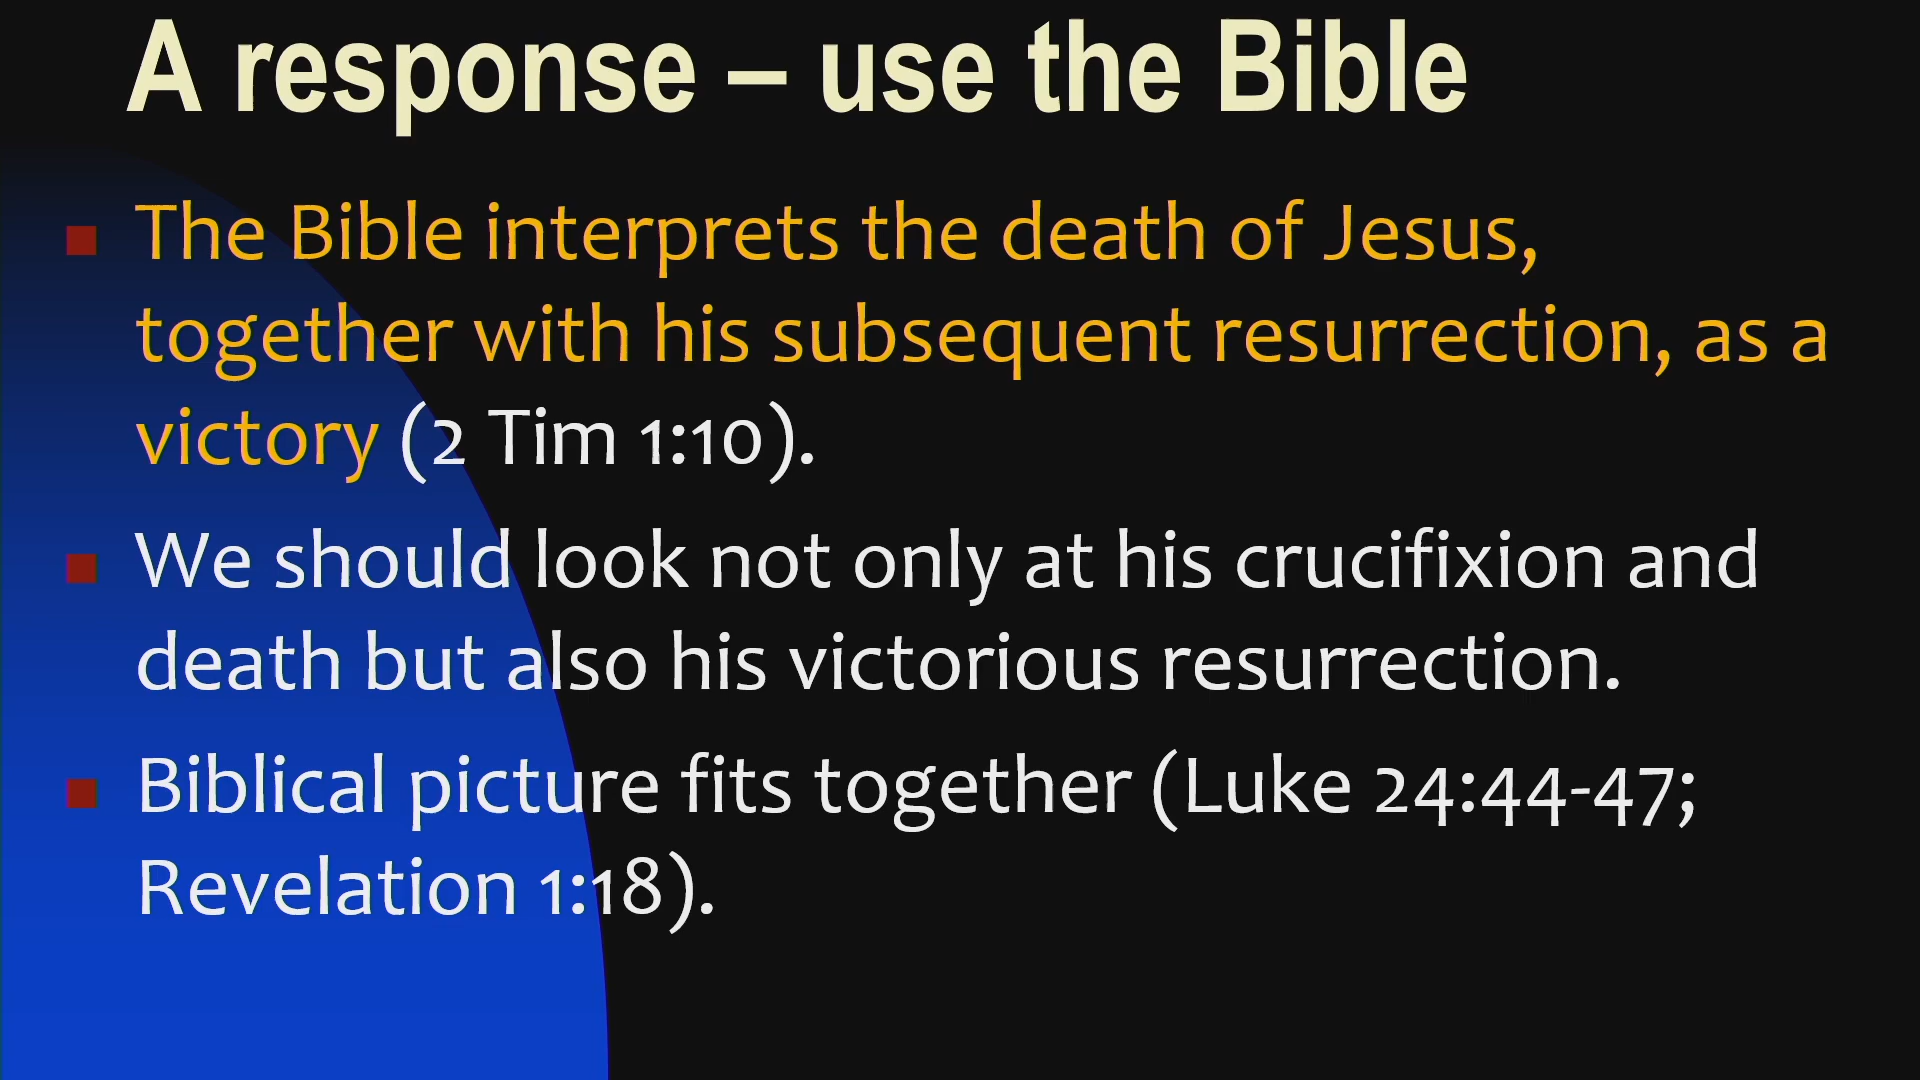 A response – use the Bible
The Bible interprets the death of Jesus,
together with his subsequent resurrection, as a
victory (2 Tim 1:10).
We should look not only at his crucifixion and
death but also his victorious resurrection.
Biblical picture fits together (Luke 24:44-47;
Revelation 1:18).